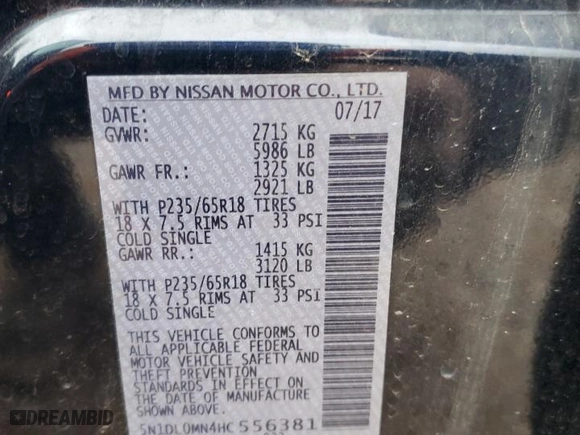 MFD BY NISSAN MOTOR CO., LTD.
DATE: 07/17
GVWR: 2715 KG
5986 LB
GAWR FR.: 1325 KG
2921 LB
WITH P235/65R18 TIRES
18 X 7.5 RIMS AT 33 PSI
COLD SINGLE
GAWR RR.: 1415 KG
3120 LB
WITH P235/65R18 TIRES
18 X 7.5 RIMS AT 33 PSI
COLD SINGLE
THIS VEHICLE CONFORMS TO
ALL APPLICABLE FEDERAL
MOTOR VEHICLE SAFETY AND
THEFT PREVENTION
STANDARDS IN EFFECT ON
THE DATE OF MANUFACTURE
SHOWN ABOVE.
5N1DL0MN4HC556381
DREAMBID